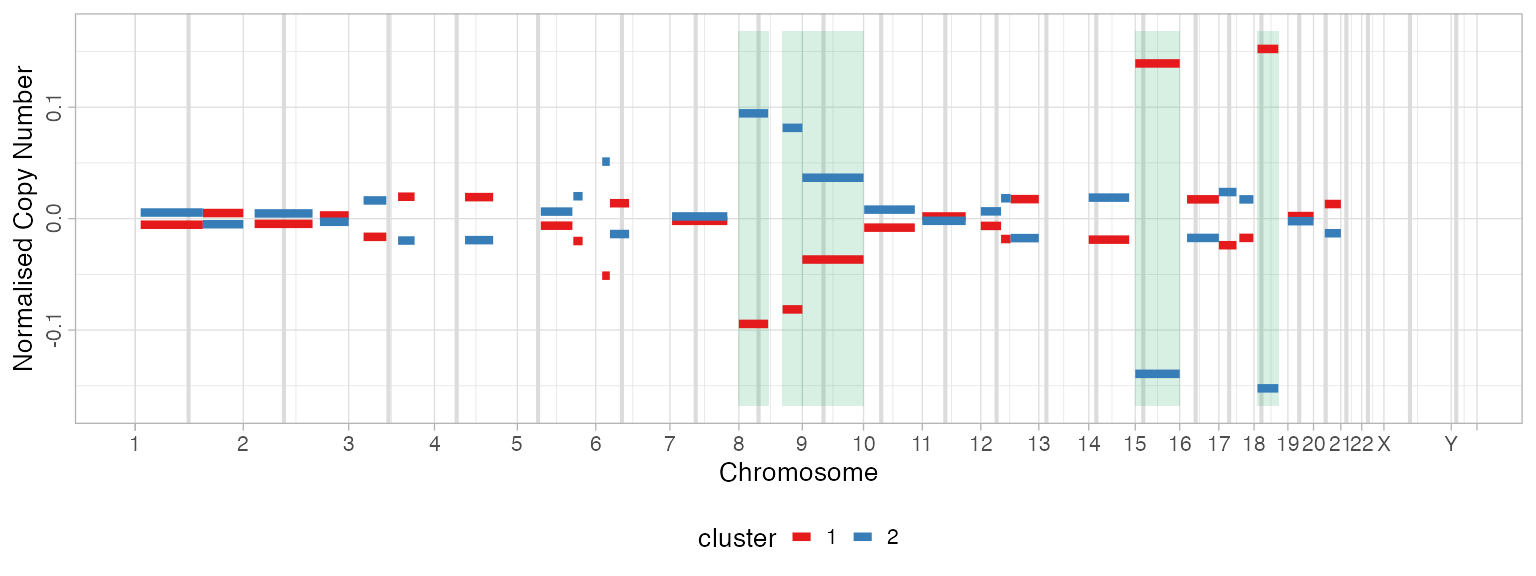 Normalised Copy Number
0.1
0.0
-0.1
1 2 3 4 5 6 7 8 9 10 11 12 13 14 15 16 17 18 19 20 21 22 X Y
Chromosome
cluster 1 2